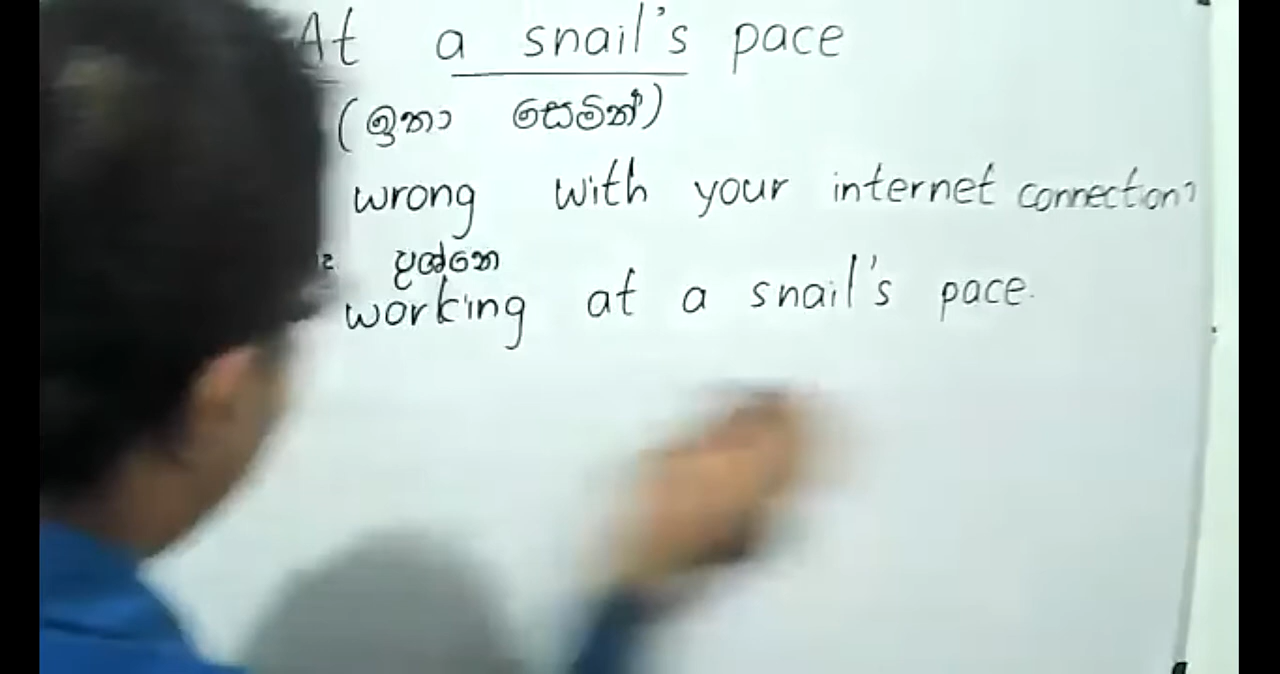 At a snail's pace
(ඉතා සෙමින්)
wrong with your internet connection?
working at a snail's pace.